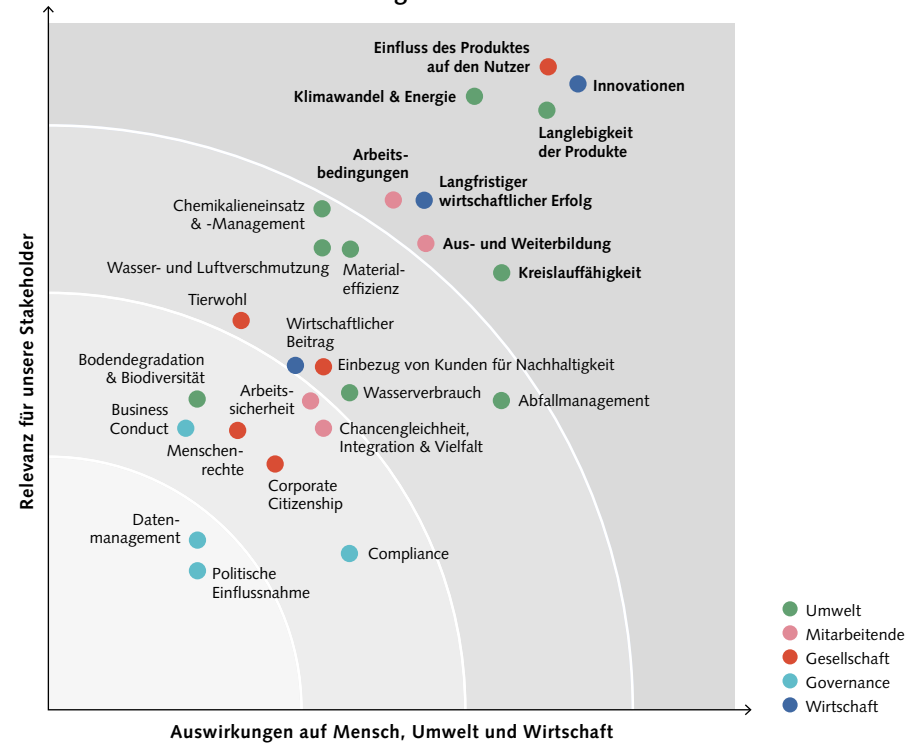 Einfluss des Produktes
auf den Nutzer
Innovationen
Klimawandel & Energie
Langlebigkeit
der Produkte
Arbeits-
bedingungen
Langfristiger
wirtschaftlicher Erfolg
Chemikalieneinsatz
& -Management
Aus- und Weiterbildung
Wasser- und Luftverschmutzung
Material-
effizienz
Kreislauffähigkeit
Tierwohl
Wirtschaftlicher
Beitrag
Einbezug von Kunden für Nachhaltigkeit
Bodendegradation
& Biodiversität
Arbeits-
sicherheit
Wasserverbrauch
Abfallmanagement
Business
Conduct
Chancengleichheit,
Integration & Vielfalt
Menschen-
rechte
Corporate
Citizenship
Daten-
management
Compliance
Politische
Einflussnahme
Relevanz für unsere Stakeholder
Auswirkungen auf Mensch, Umwelt und Wirtschaft
Umwelt
Mitarbeitende
Gesellschaft
Governance
Wirtschaft